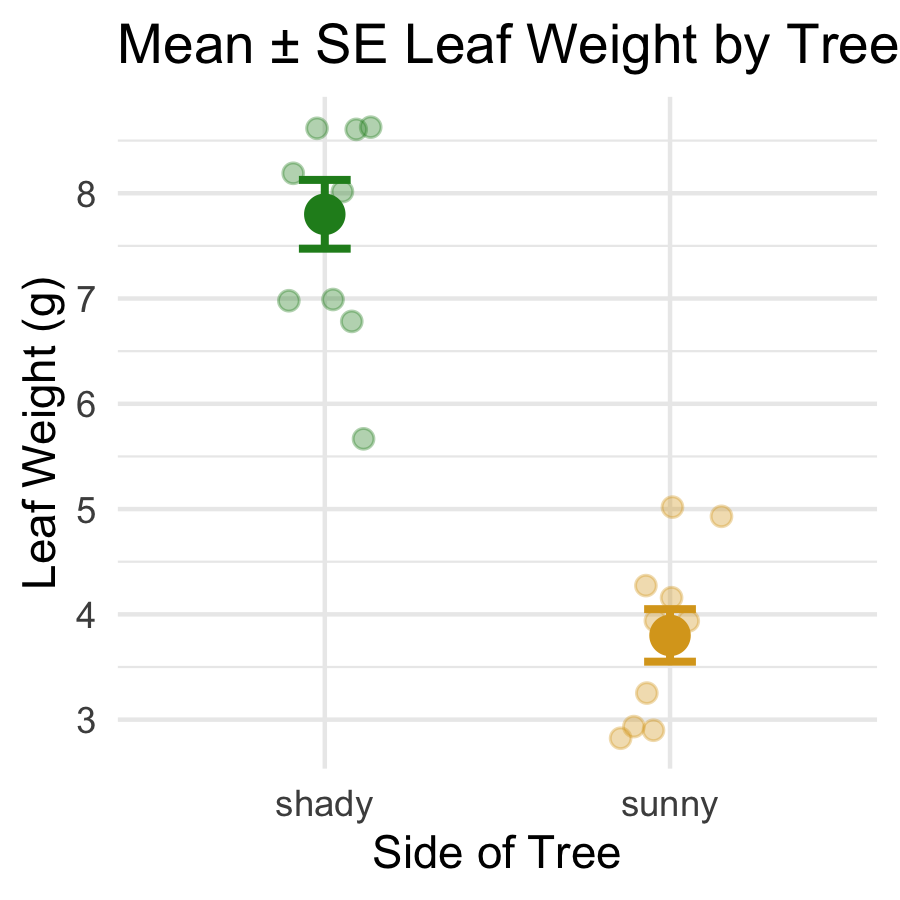 Mean ± SE Leaf Weight by Tree
Leaf Weight (g)
8
7
6
5
4
3
shady
sunny
Side of Tree